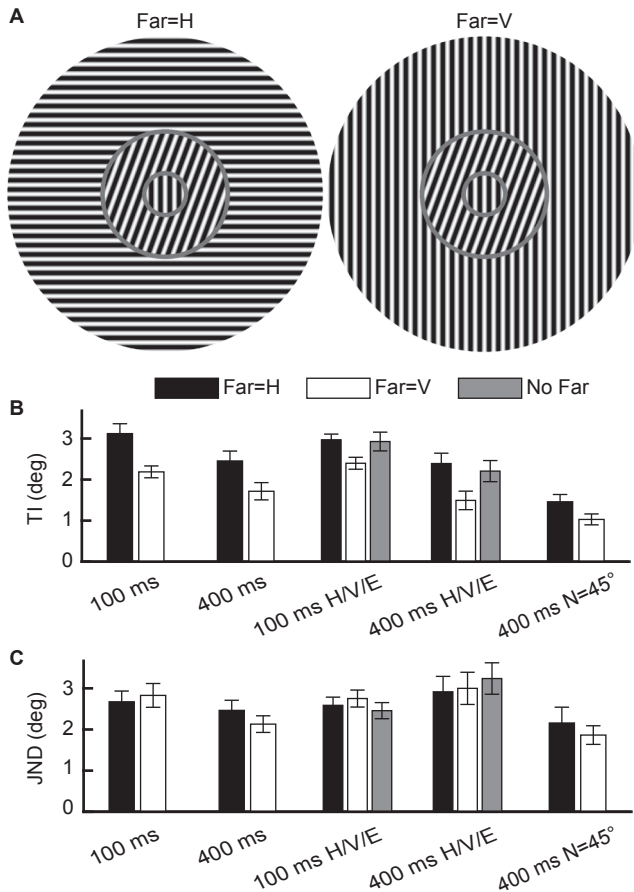 A
Far=H
Far=V
Far=H
Far=V
No Far
B
TI (deg)
3
2
1
0
100 ms
400 ms
100 ms H/V/E
400 ms H/V/E
400 ms N=45°
C
JND (deg)
3
2
1
0
100 ms
400 ms
100 ms H/V/E
400 ms H/V/E
400 ms N=45°